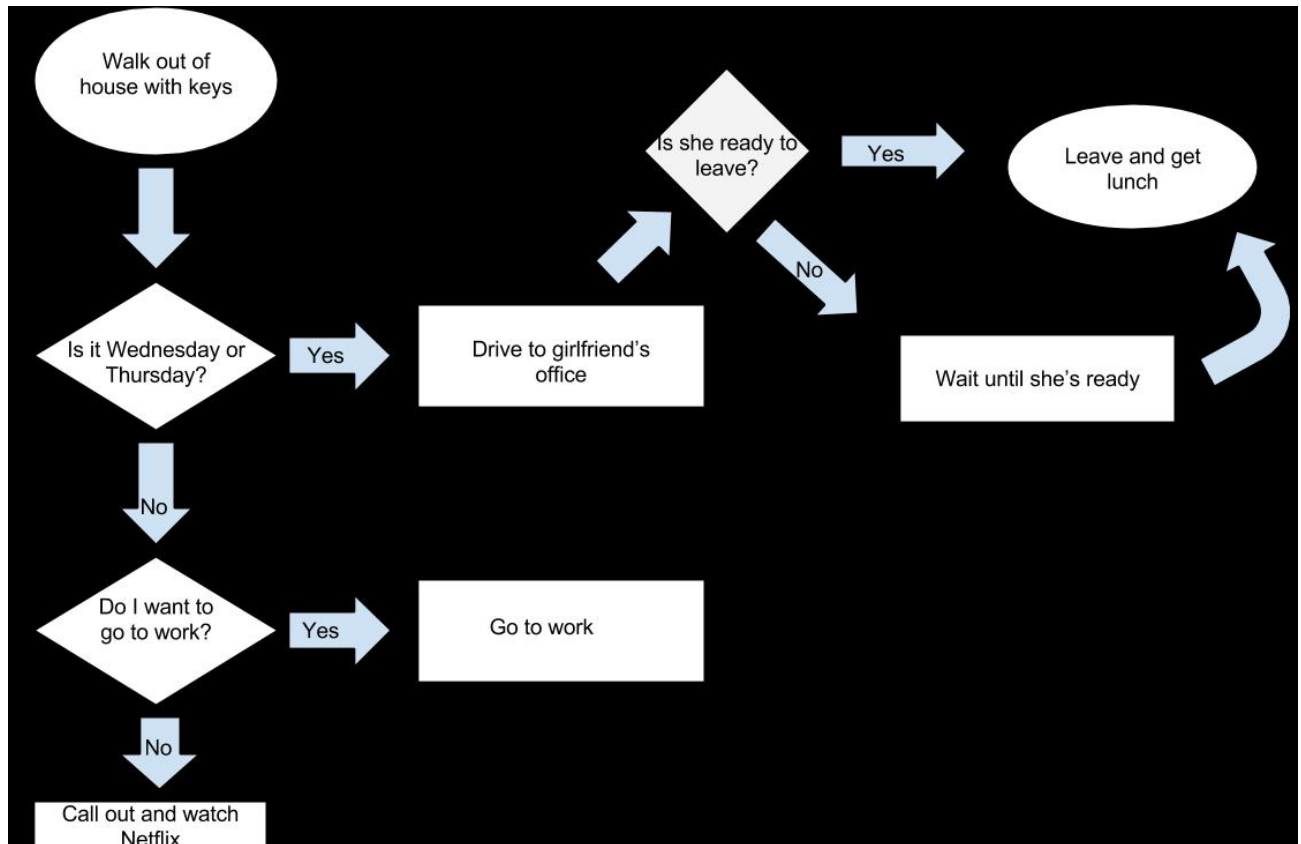 Walk out of
house with keys
Is she ready to
leave?
Yes
Leave and get
lunch
No
Is it Wednesday or
Thursday?
Yes
Drive to girlfriend's
office
Wait until she's ready
No
Do I want to
go to work?
Yes
Go to work
No
Call out and watch
Netflix